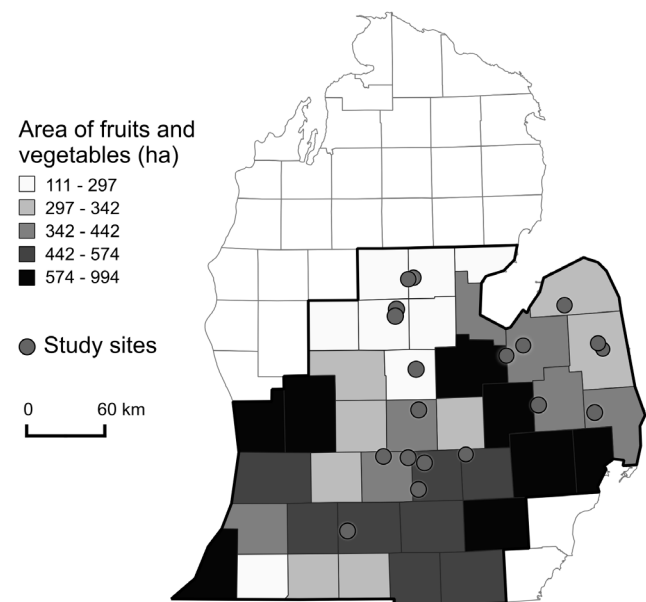 Area of fruits and
vegetables (ha)
111 - 297
297 - 342
342 - 442
442 - 574
574 - 994
Study sites
0 60 km